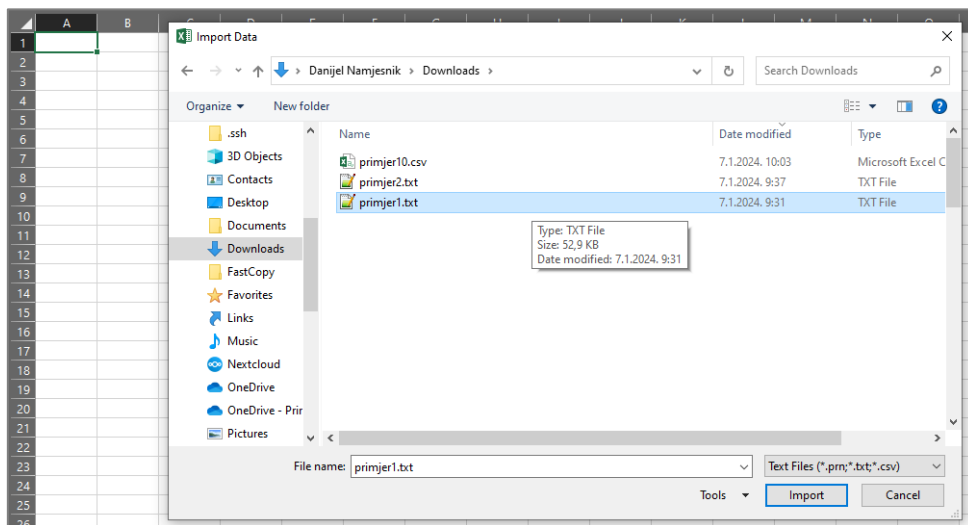 A B
Import Data
Danijel Namjesnik > Downloads >
Search Downloads
Organize New folder
Name Date modified Type
.ssh
3D Objects
Contacts
Desktop
Documents
Downloads
FastCopy
Favorites
Links
Music
Nextcloud
OneDrive
OneDrive - Prir
Pictures
primjer10.csv 7.1.2024. 10:03 Microsoft Excel C
primjer2.txt 7.1.2024. 9:37 TXT File
primjer1.txt 7.1.2024. 9:31 TXT File
Type: TXT File
Size: 52,9 KB
Date modified: 7.1.2024. 9:31
File name: primjer1.txt Text Files (*.prn;*.txt;*.csv)
Tools Import Cancel
1
2
3
4
5
6
7
8
9
10
11
12
13
14
15
16
17
18
19
20
21
22
23
24
25
26